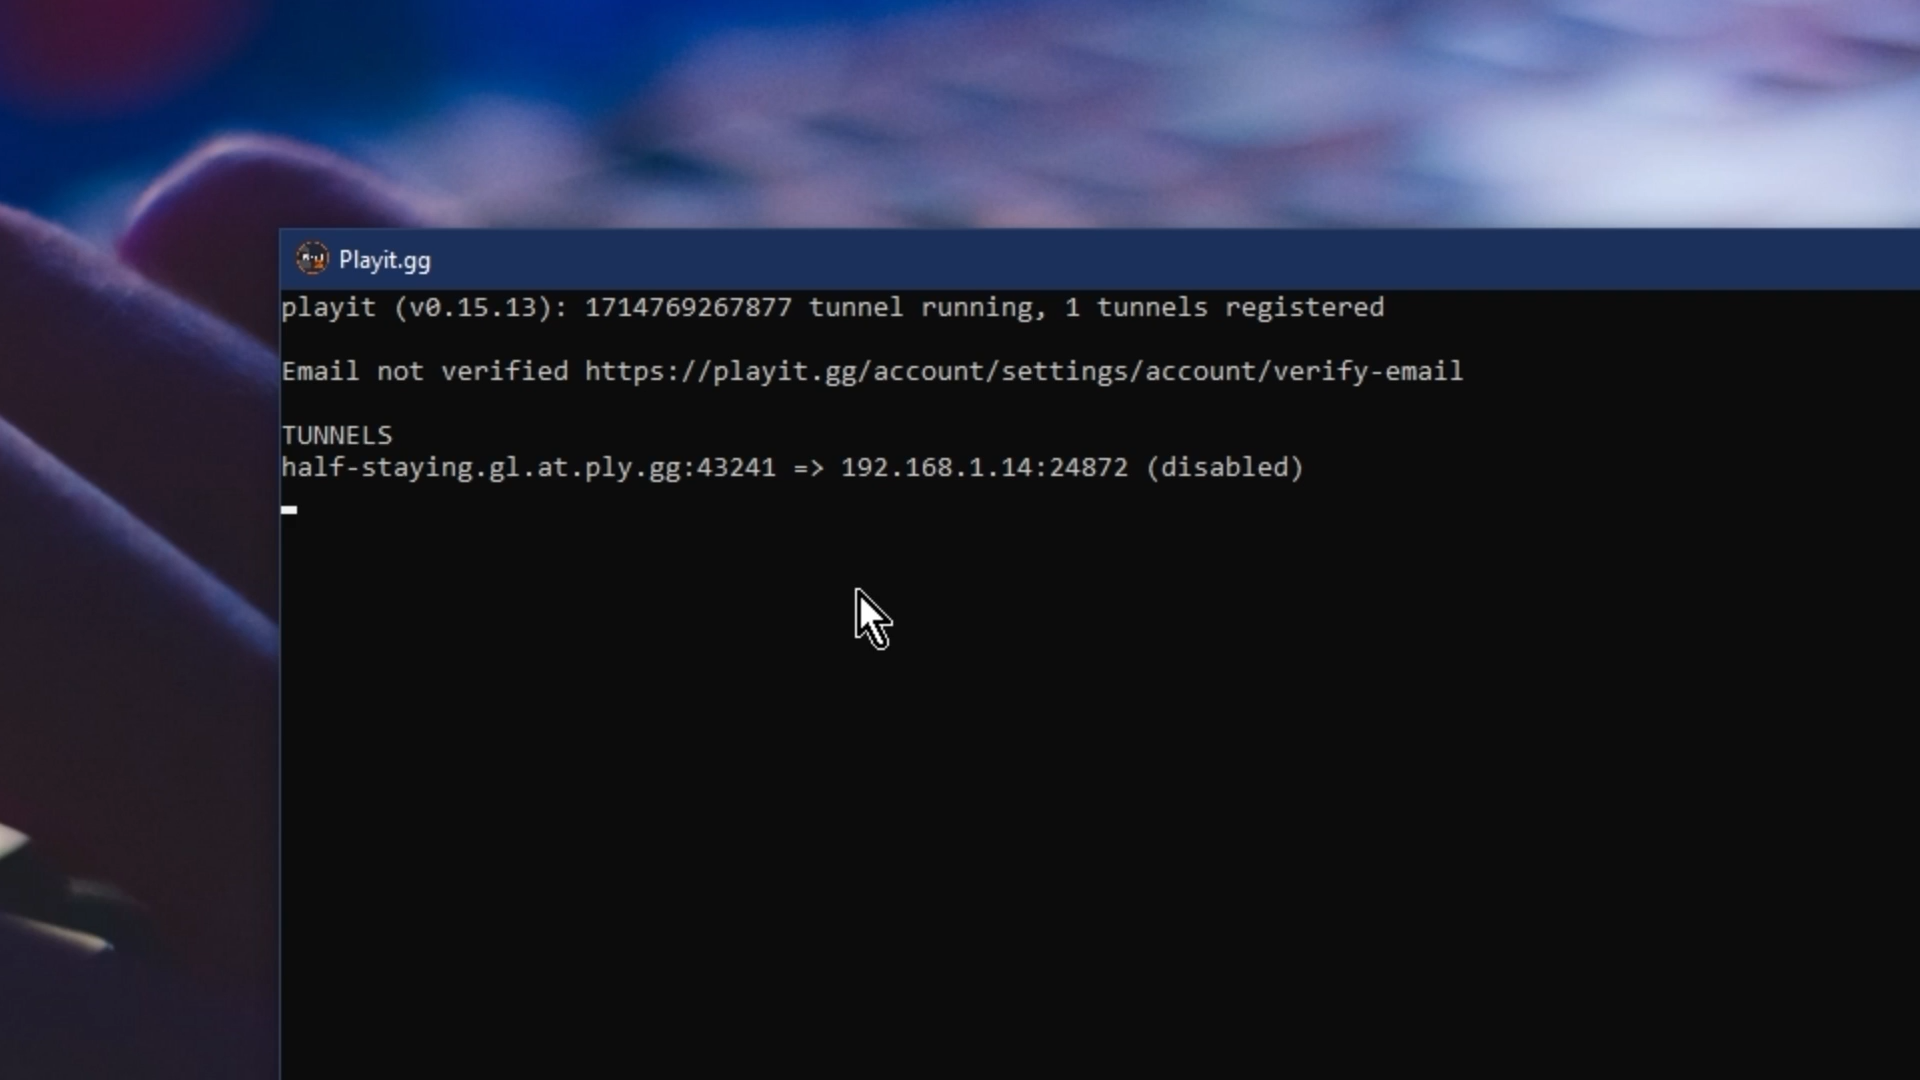 Playit.gg
playit (v0.15.13): 1714769267877 tunnel running, 1 tunnels registered
Email not verified https://playit.gg/account/settings/account/verify-email
TUNNELS
half-staying.gl.at.ply.gg:43241 => 192.168.1.14:24872 (disabled)